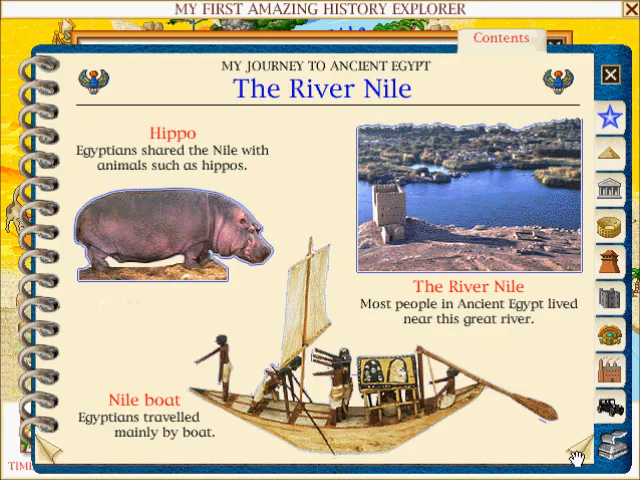 MY FIRST AMAZING HISTORY EXPLORER
Contents
MY JOURNEY TO ANCIENT EGYPT
The River Nile
Hippo
Egyptians shared the Nile with
animals such as hippos.
The River Nile
Most people in Ancient Egypt lived
near this great river.
Nile boat
Egyptians travelled
mainly by boat.
TIME